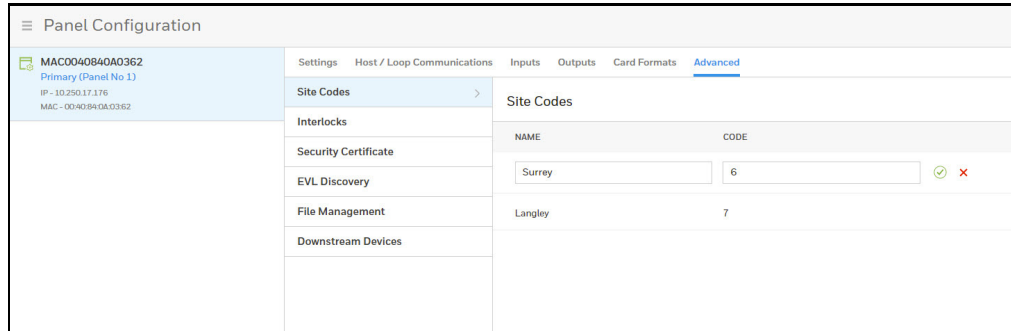 Panel Configuration
MAC0040840A0362
Primary (Panel No 1)
IP - 10.250.17.176
MAC - 00:40:84:0A:03:62
Settings Host / Loop Communications Inputs Outputs Card Formats Advanced
Site Codes
Interlocks
Security Certificate
EVL Discovery
File Management
Downstream Devices
Site Codes
NAME CODE
Surrey 6
Langley 7